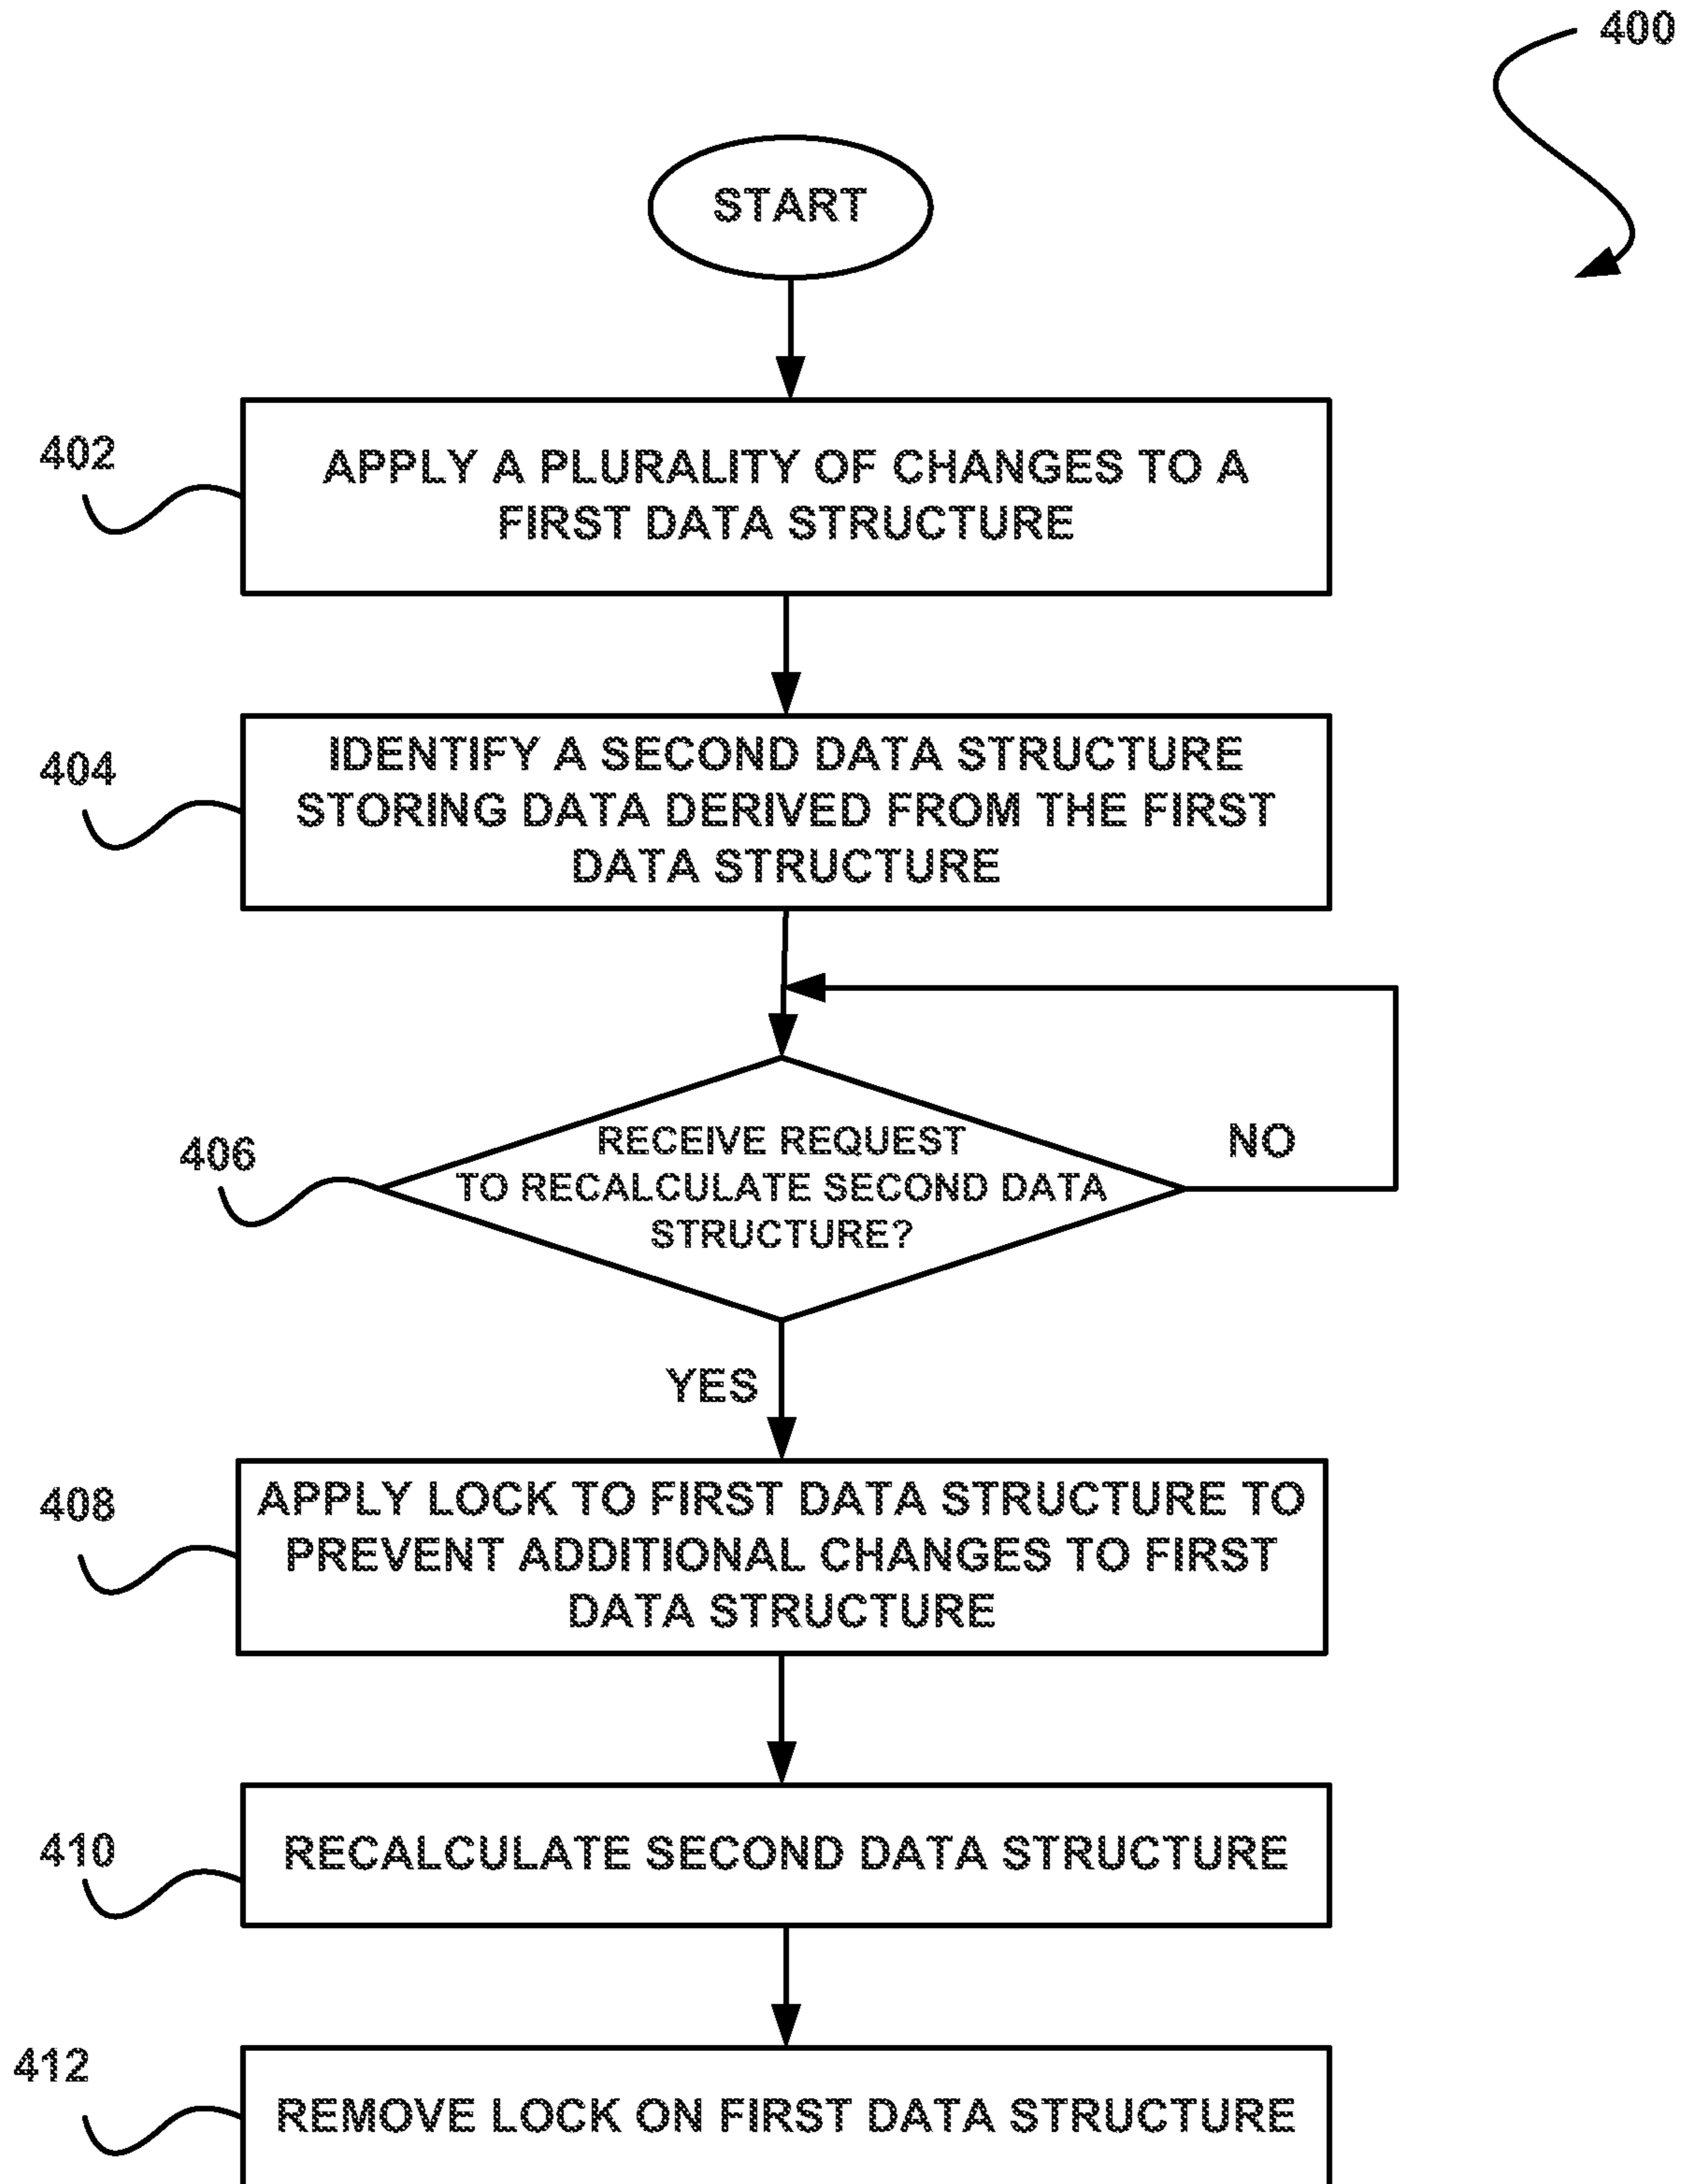 400
START
402
APPLY A PLURALITY OF CHANGES TO A
FIRST DATA STRUCTURE
404
IDENTIFY A SECOND DATA STRUCTURE
STORING DATA DERIVED FROM THE FIRST
DATA STRUCTURE
406
RECEIVE REQUEST
TO RECALCULATE SECOND DATA
STRUCTURE?
NO
YES
408
APPLY LOCK TO FIRST DATA STRUCTURE TO
PREVENT ADDITIONAL CHANGES TO FIRST
DATA STRUCTURE
410
RECALCULATE SECOND DATA STRUCTURE
412
REMOVE LOCK ON FIRST DATA STRUCTURE